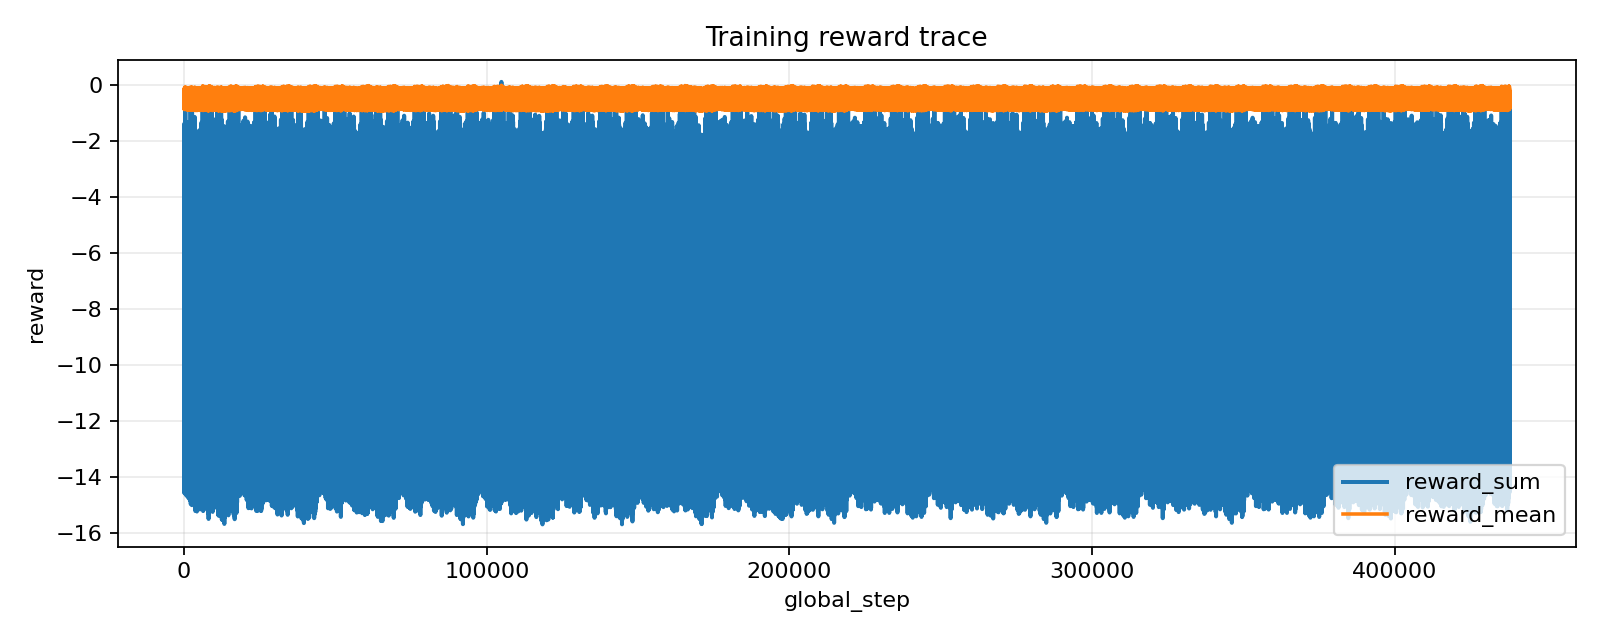 Training reward trace
0
−2
−4
−6
−8
−10
−12
−14
−16
reward
reward_sum
reward_mean
0
100000
200000
300000
400000
global_step